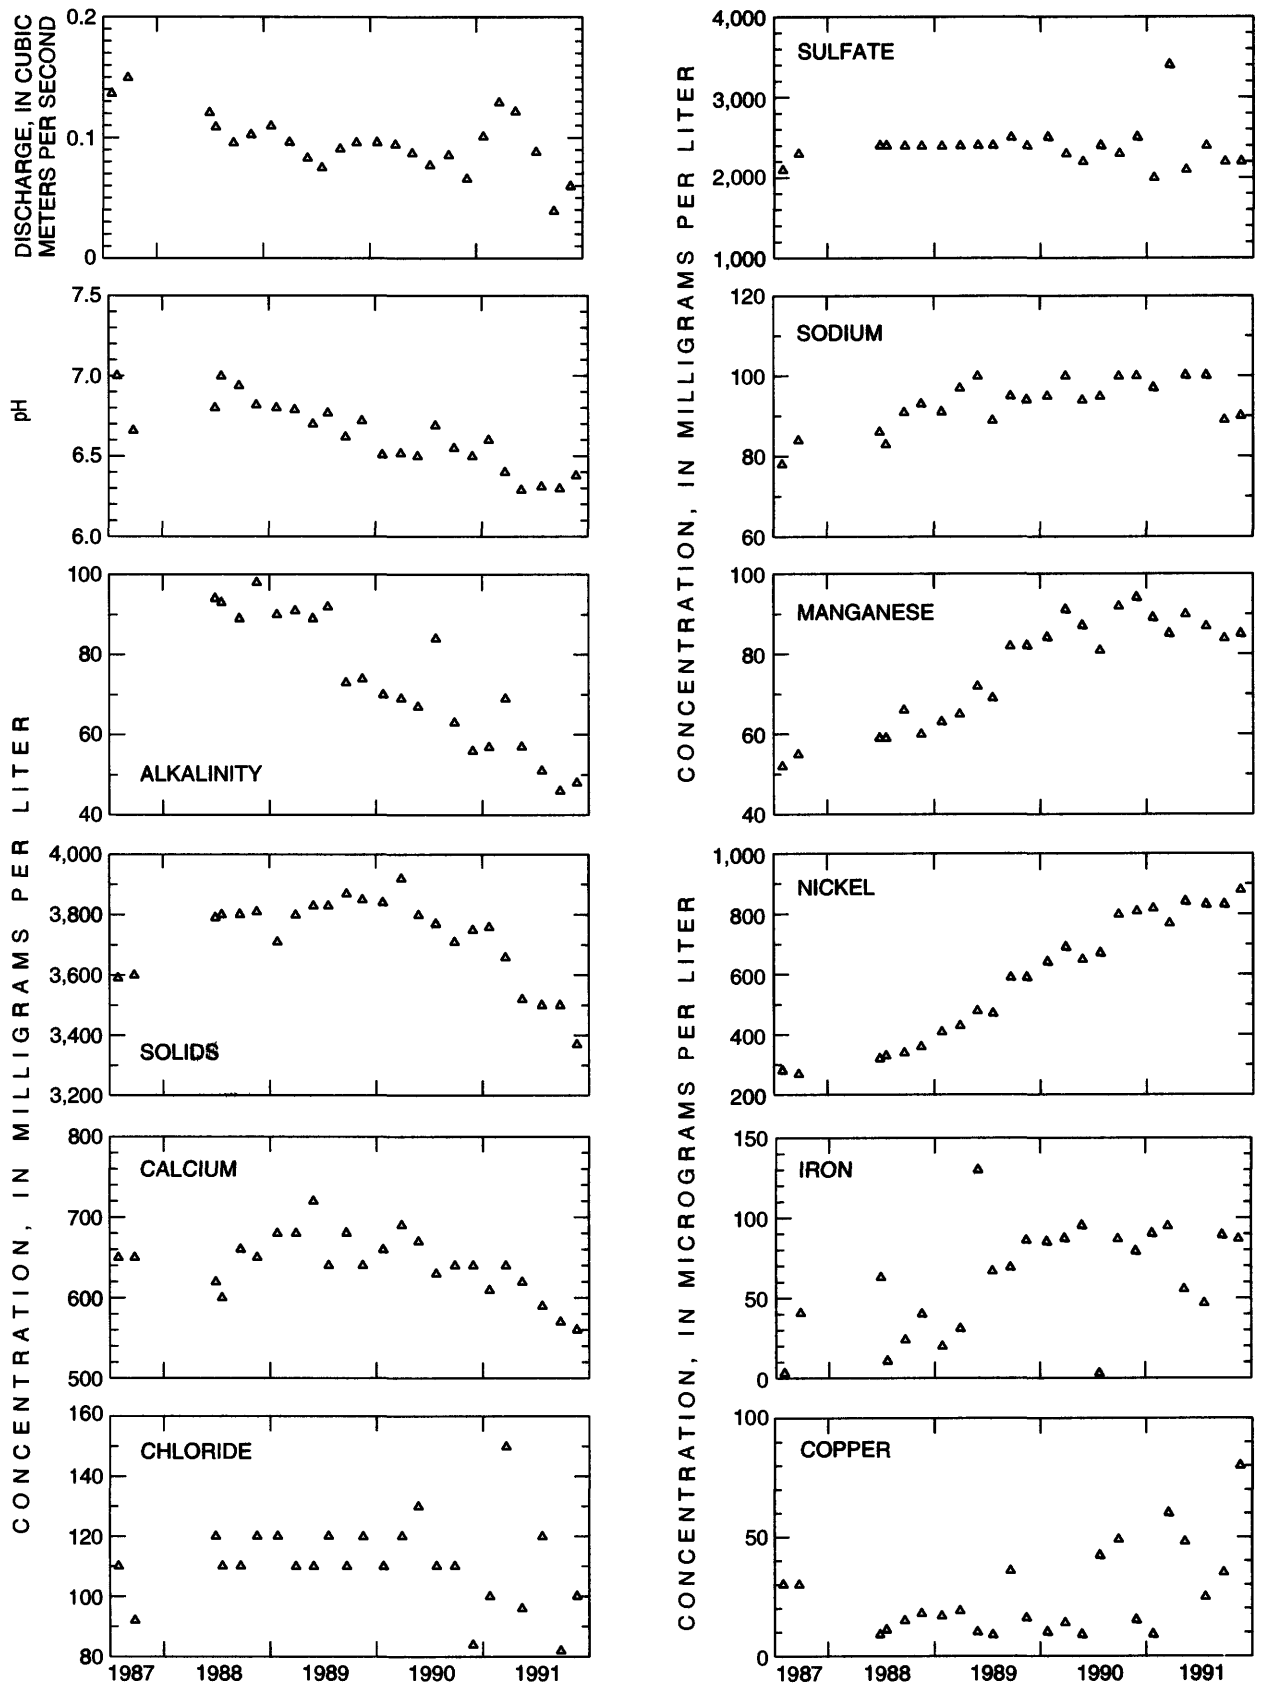 DISCHARGE, IN CUBIC
METERS PER SECOND
0.2
0.1
0
pH
7.5
7.0
6.5
6.0
CONCENTRATION, IN MILLIGRAMS PER LITER
100
80
60
40
ALKALINITY
4,000
3,800
3,600
3,400
3,200
SOLIDS
800
700
600
500
CALCIUM
160
140
120
100
80
CHLORIDE
1987 1988 1989 1990 1991
CONCENTRATION, IN MILLIGRAMS PER LITER
4,000
3,000
2,000
1,000
SULFATE
120
100
80
60
SODIUM
100
80
60
40
MANGANESE
CONCENTRATION, IN MICROGRAMS PER LITER
1,000
800
600
400
200
NICKEL
150
100
50
0
IRON
100
50
0
COPPER
1987 1988 1989 1990 1991